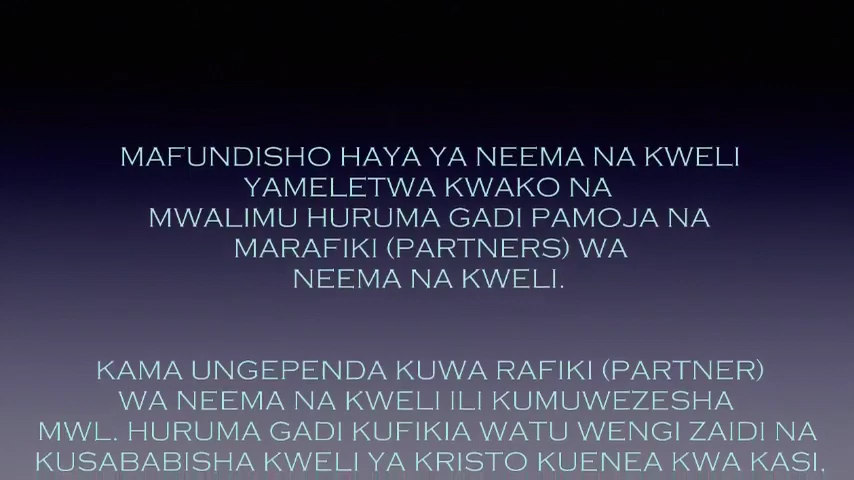 MAFUNDISHO HAYA YA NEEMA NA KWELI
YAMELETWA KWAKO NA
MWALIMU HURUMA GADI PAMOJA NA
MARAFIKI (PARTNERS) WA
NEEMA NA KWELI.
KAMA UNGEPENDA KUWA RAFIKI (PARTNER)
WA NEEMA NA KWELI ILI KUMUWEZESHA
MWL. HURUMA GADI KUFIKIA WATU WENGI ZAIDI NA
KUSABABISHA KWELI YA KRISTO KUENEA KWA KASI,